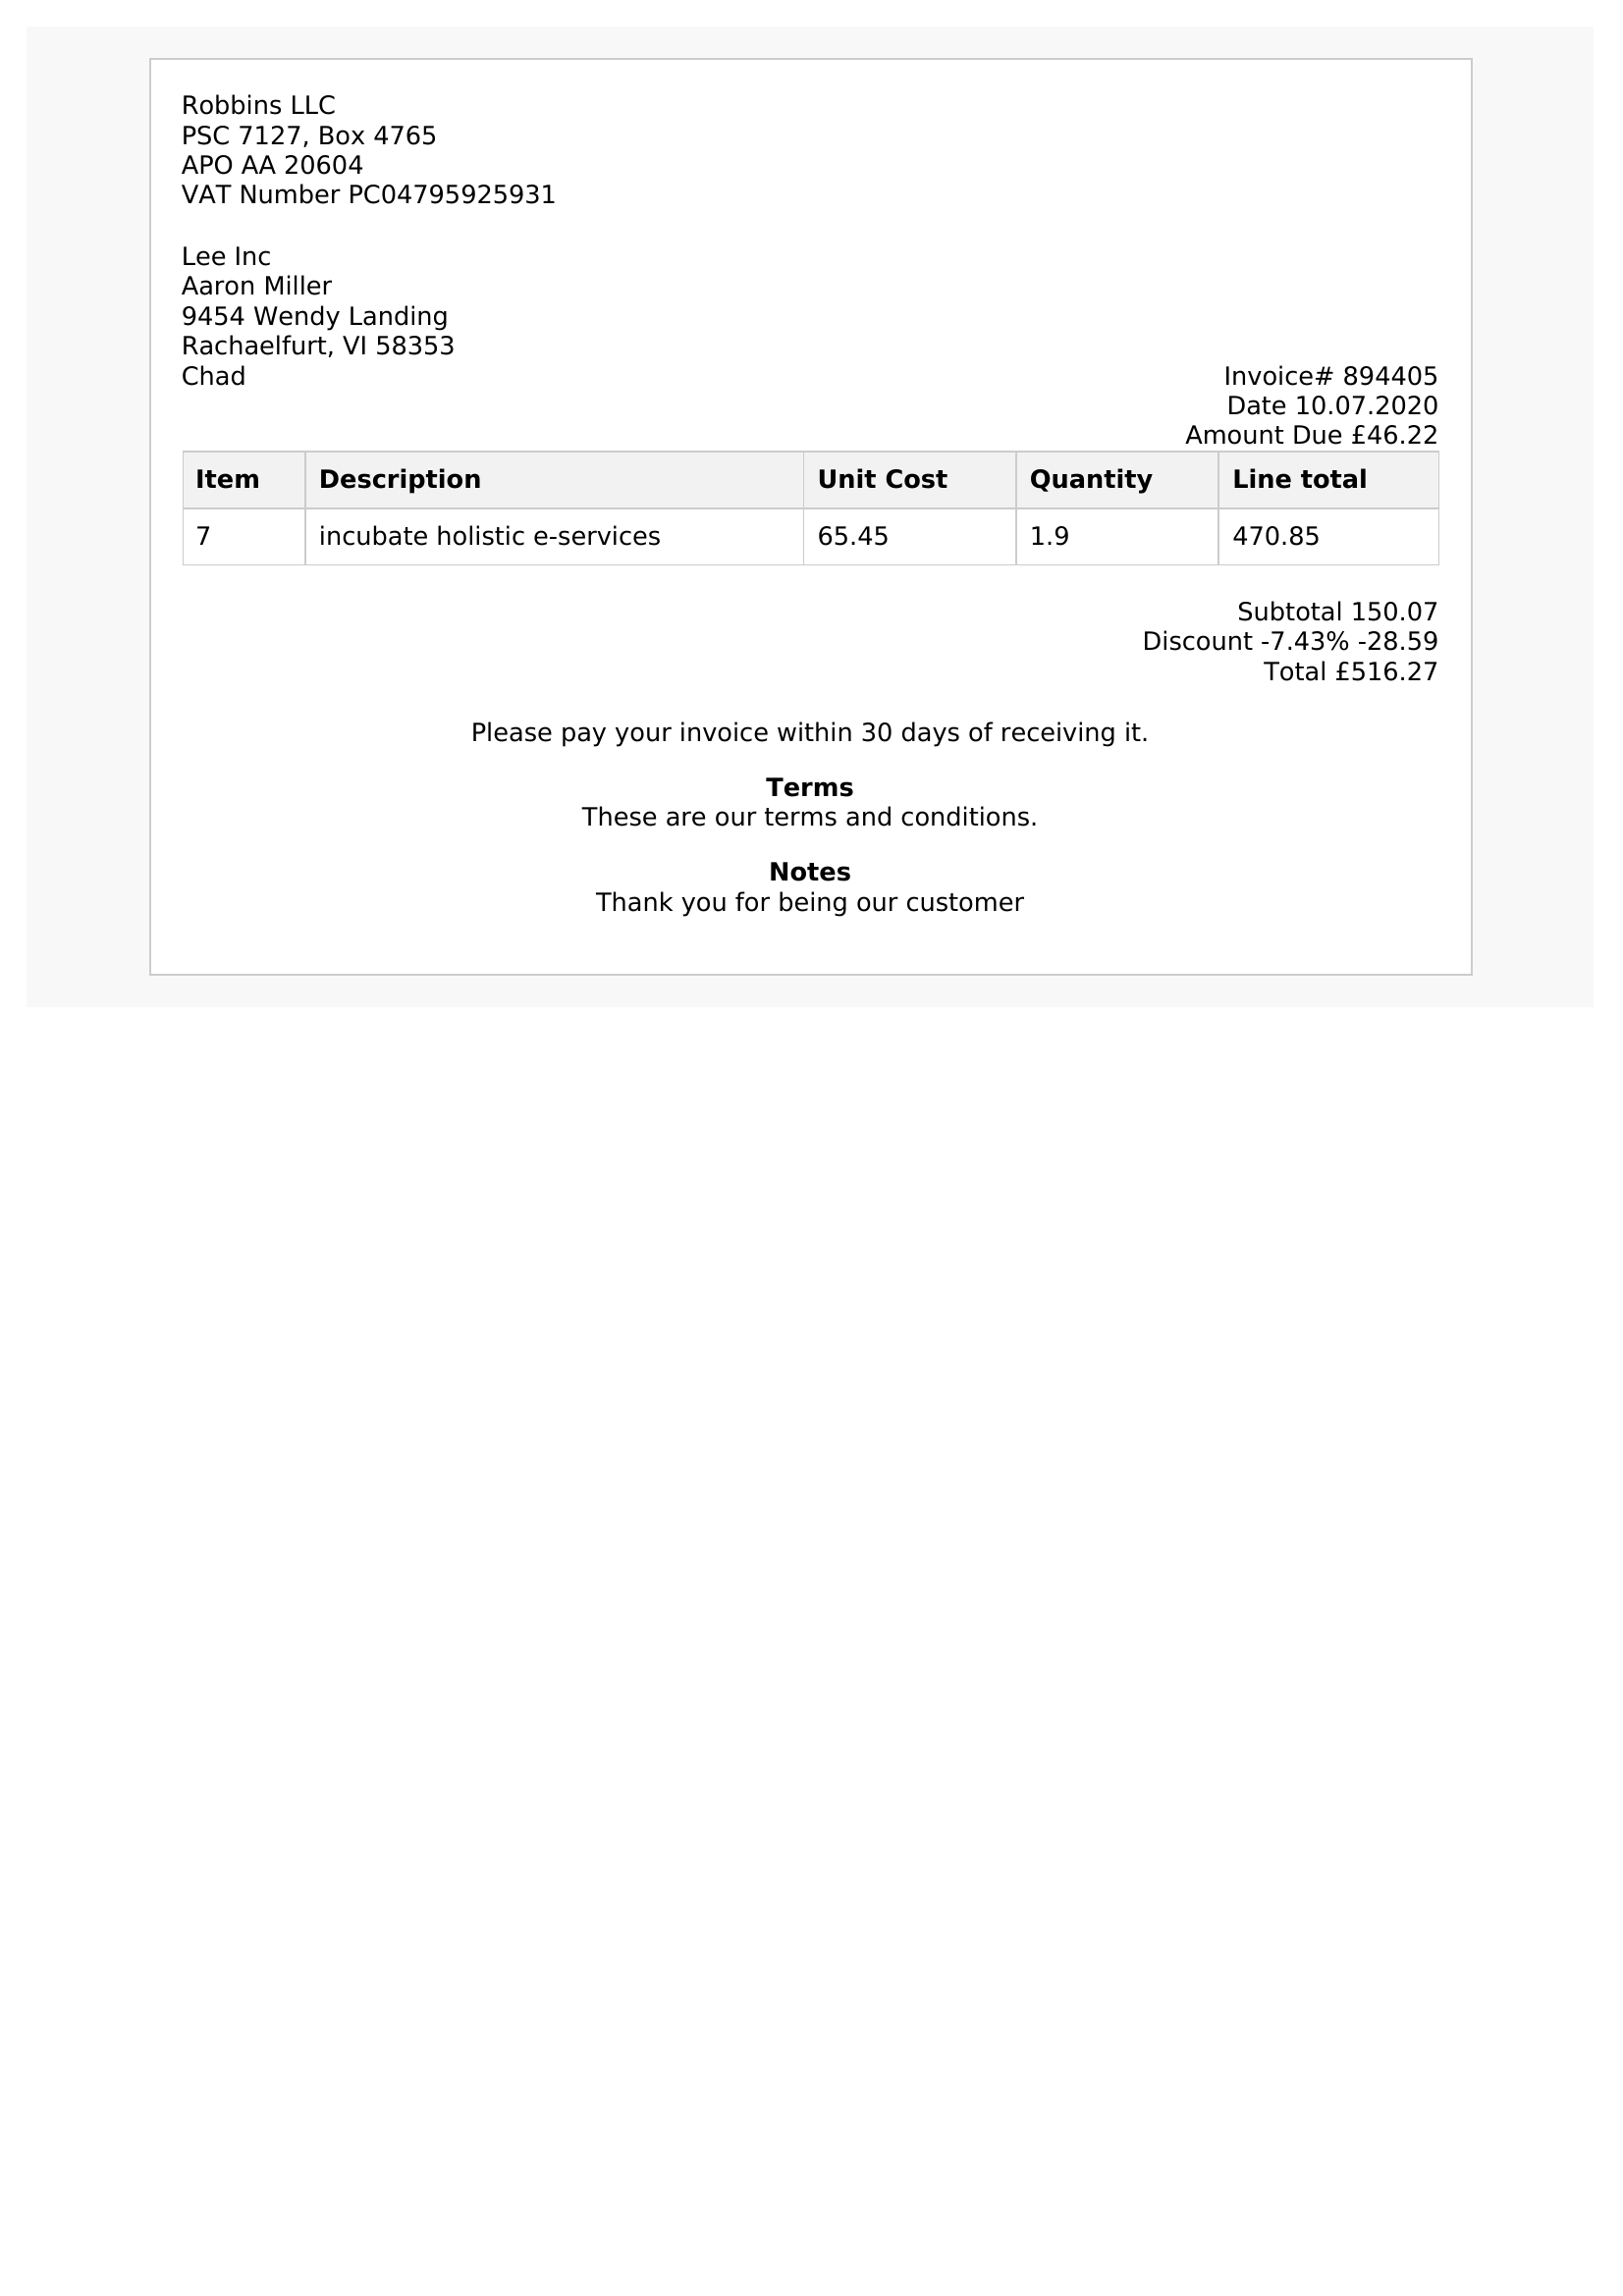 Robbins LLC
PSC 7127, Box 4765
APO AA 20604
VAT Number PC04795925931
Lee Inc
Aaron Miller
9454 Wendy Landing
Rachaelfurt, VI 58353
Chad
Invoice# 894405
Date 10.07.2020
Amount Due £46.22
Item Description Unit Cost Quantity Line total
7 incubate holistic e-services 65.45 1.9 470.85
Subtotal 150.07
Discount -7.43% -28.59
Total £516.27
Please pay your invoice within 30 days of receiving it.
Terms
These are our terms and conditions.
Notes
Thank you for being our customer